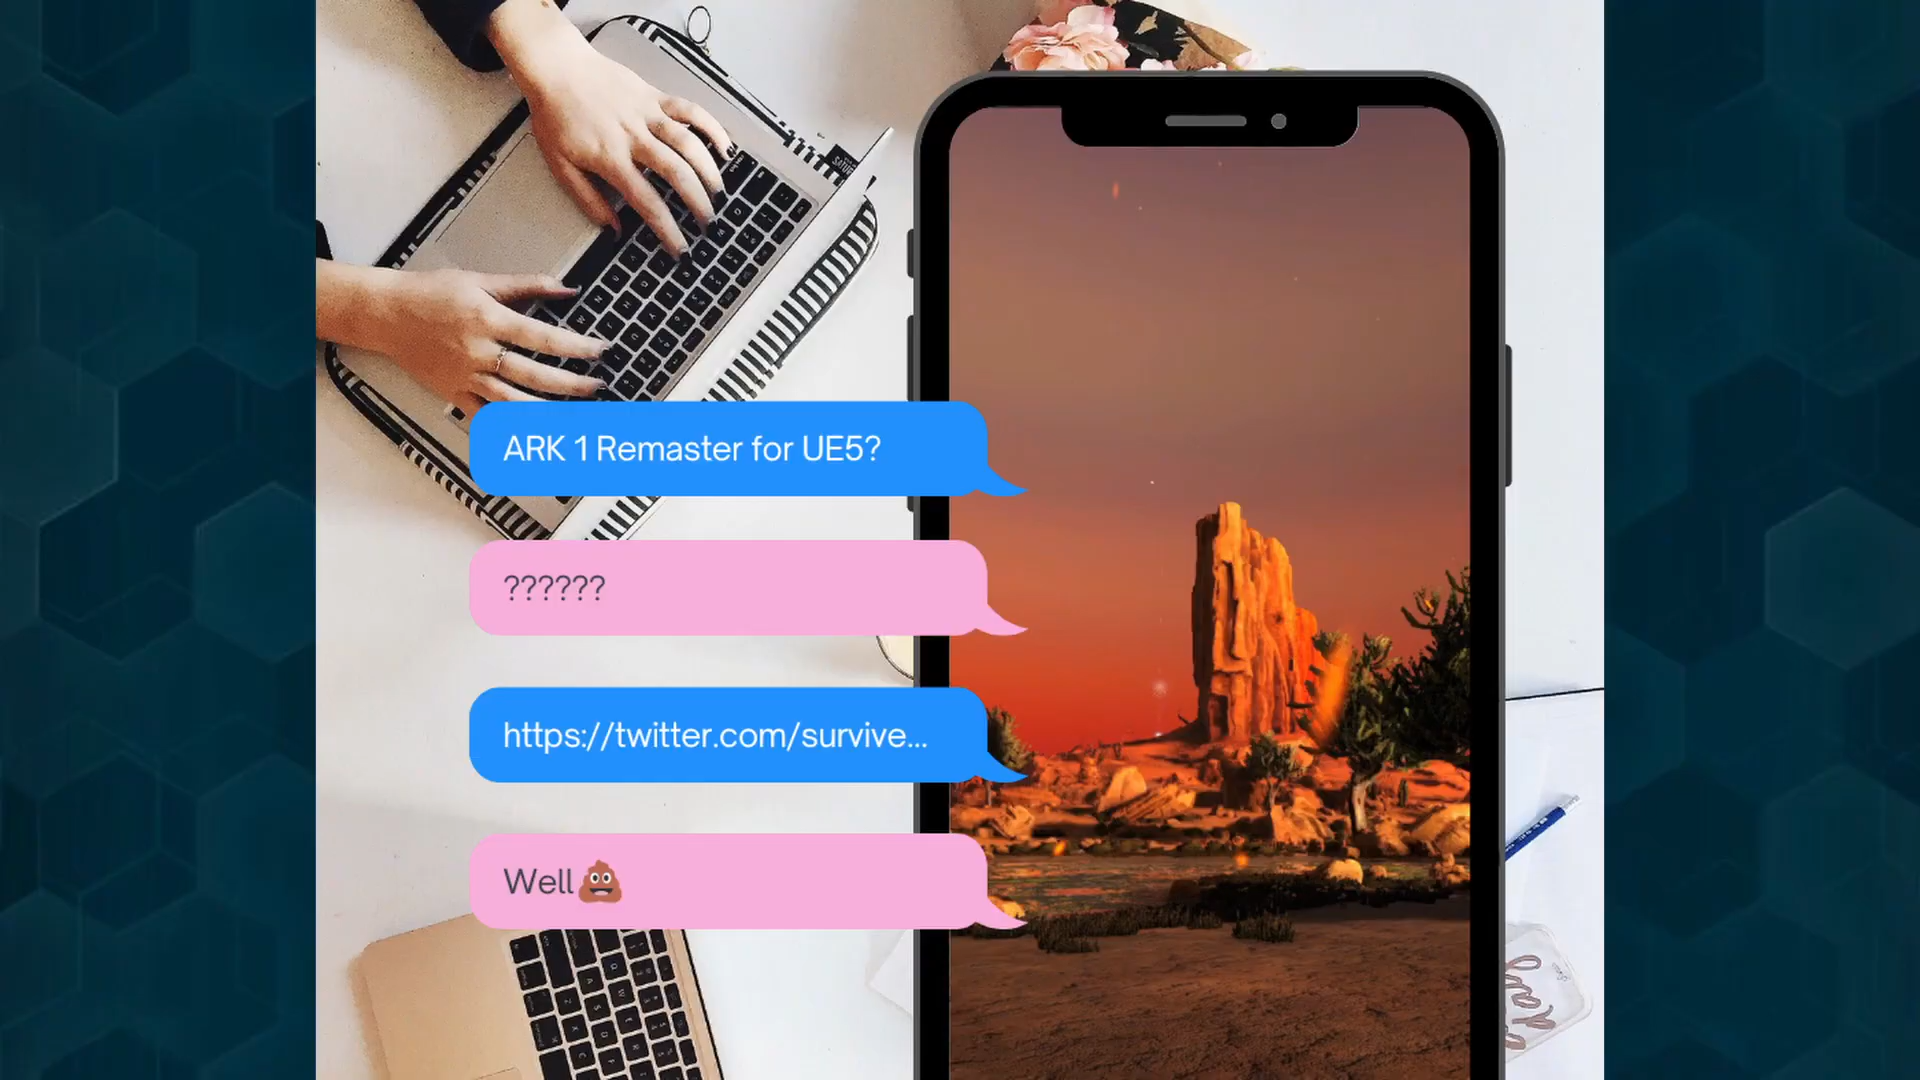 ARK 1 Remaster for UE5?
??????
https://twitter.com/survive...
Well💩